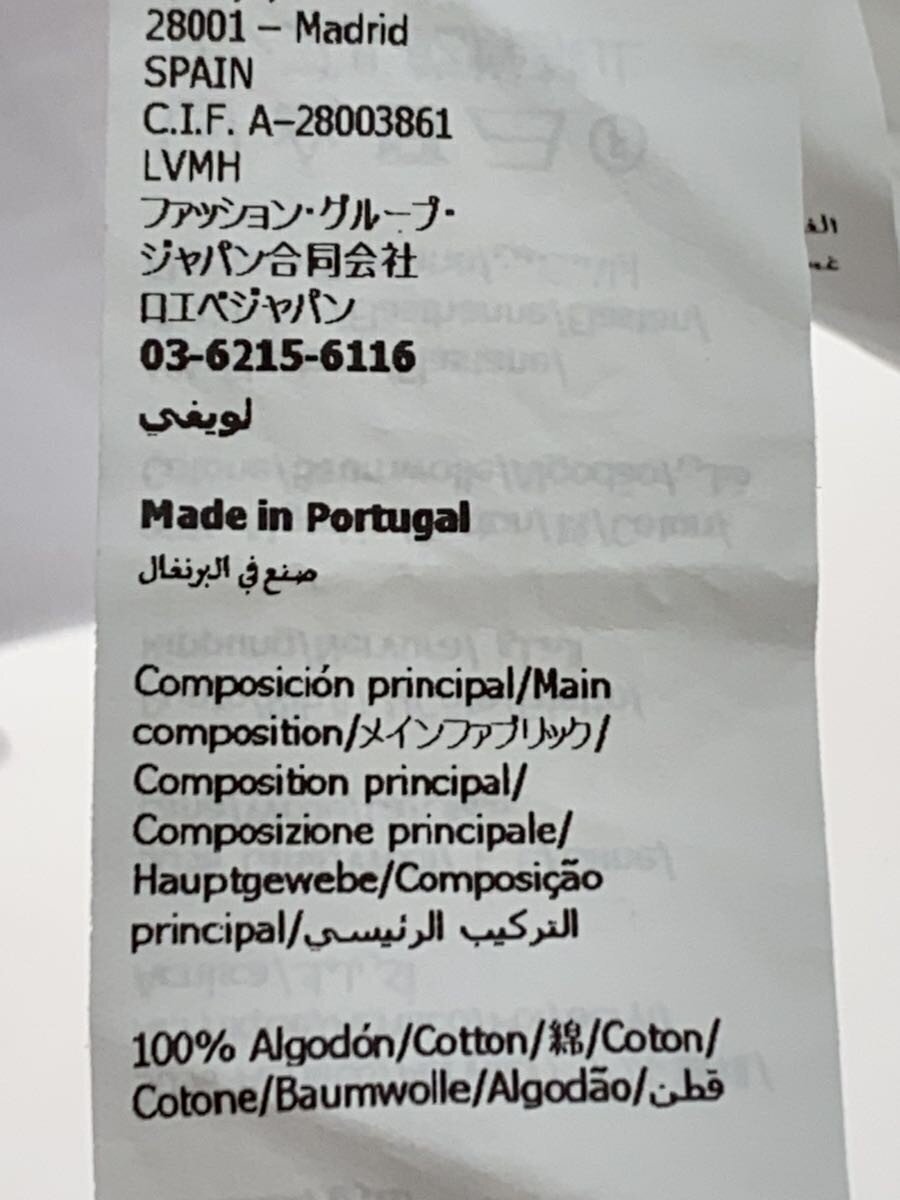 28001 – Madrid
SPAIN
C.I.F. A–28003861
LVMH
ファッション・グループ・
ジャパン合同会社
ロエベジャパン
03-6215-6116
لويفي
Made in Portugal
صنع في البرتغال
Composición principal/Main
composition/メインファブリック/
Composition principal/
Composizione principale/
Hauptgewebe/Composição
principal/التركيب الرئيسي
100% Algodón/Cotton/綿/Coton/
Cotone/Baumwolle/Algodão/قطن